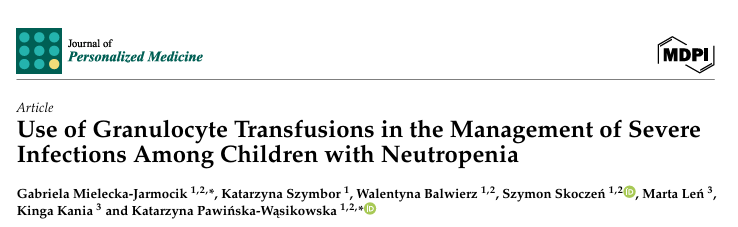 Journal of
Personalized Medicine
MDPI
Article
Use of Granulocyte Transfusions in the Management of Severe
Infections Among Children with Neutropenia
Gabriela Mielecka-Jarmocik 1,2,*, Katarzyna Szymbor 1, Walentyna Balwierz 1,2, Szymon Skoczeń 1,2 iD, Marta Leń 3,
Kinga Kania 3 and Katarzyna Pawińska-Wąsikowska 1,2,* iD